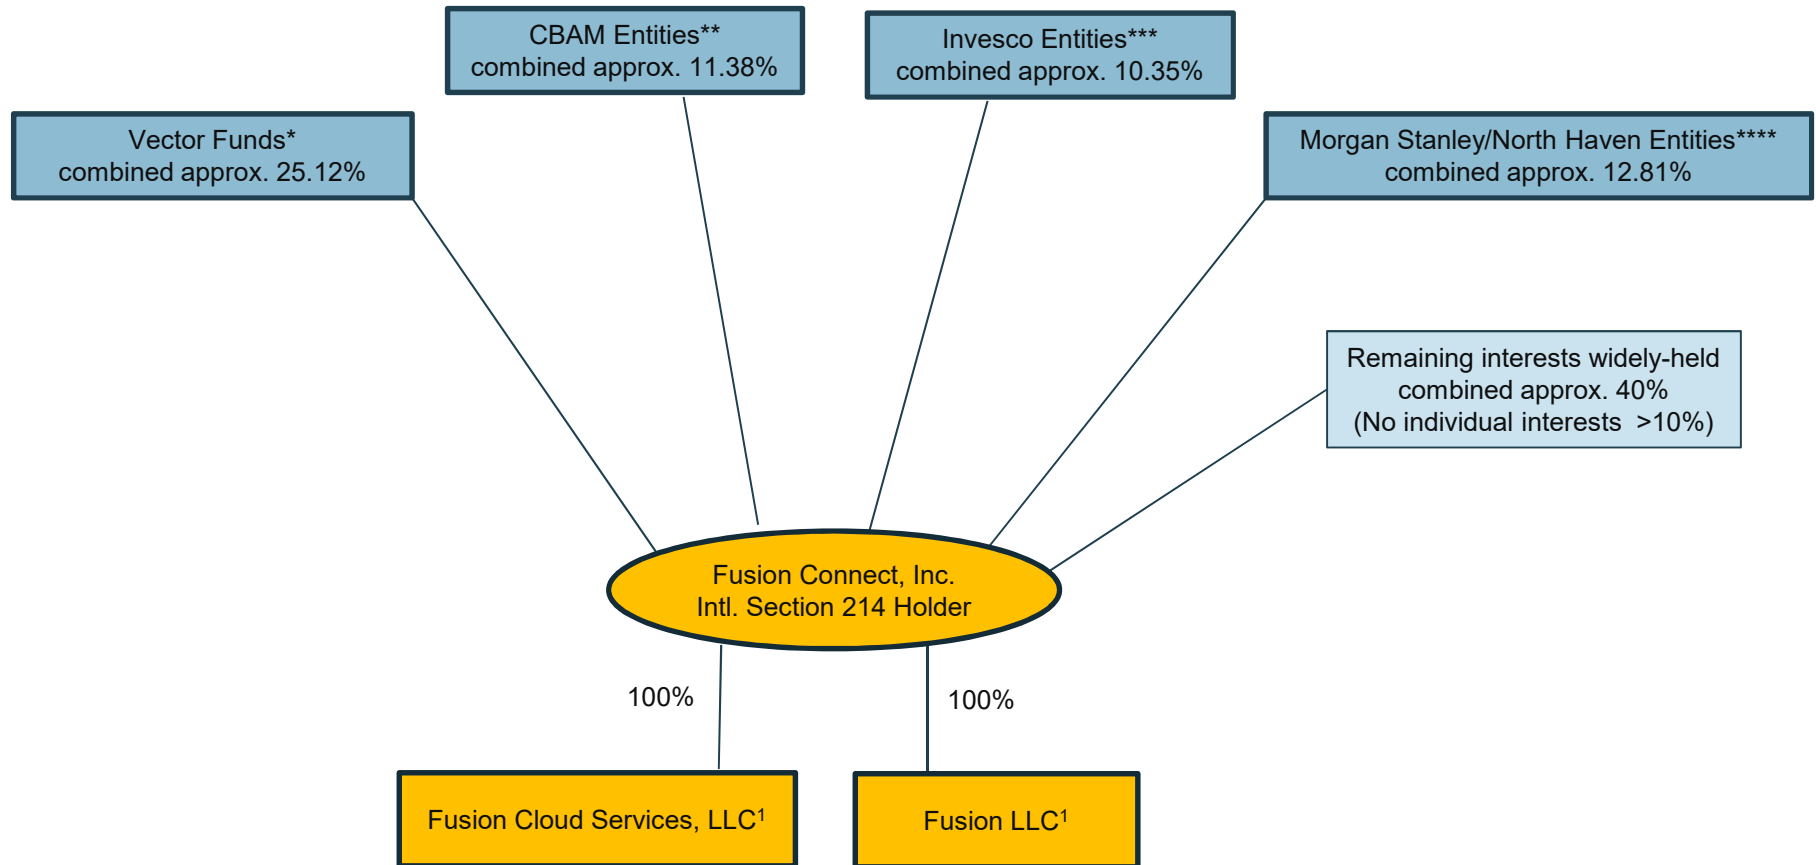 CBAM Entities**
combined approx. 11.38%
Invesco Entities***
combined approx. 10.35%
Vector Funds*
combined approx. 25.12%
Morgan Stanley/North Haven Entities****
combined approx. 12.81%
Remaining interests widely-held
combined approx. 40%
(No individual interests  >10%)
Fusion Connect, Inc.
Intl. Section 214 Holder
100%
100%
Fusion Cloud Services, LLC¹
Fusion LLC¹